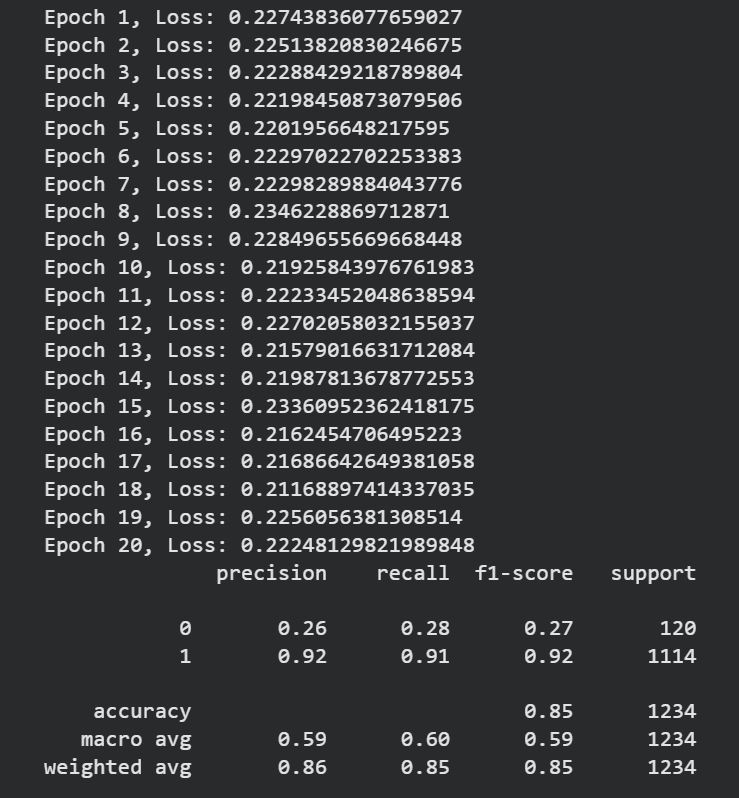 Epoch 1, Loss: 0.22743836077659027
Epoch 2, Loss: 0.22513820830246675
Epoch 3, Loss: 0.22288429218789804
Epoch 4, Loss: 0.22198450873079506
Epoch 5, Loss: 0.2201956648217595
Epoch 6, Loss: 0.22297022702253383
Epoch 7, Loss: 0.22298289884043776
Epoch 8, Loss: 0.2346228869712871
Epoch 9, Loss: 0.22849655669668448
Epoch 10, Loss: 0.21925843976761983
Epoch 11, Loss: 0.22233452048638594
Epoch 12, Loss: 0.22702058032155037
Epoch 13, Loss: 0.21579016631712084
Epoch 14, Loss: 0.21987813678772553
Epoch 15, Loss: 0.23360952362418175
Epoch 16, Loss: 0.2162454706495223
Epoch 17, Loss: 0.21686642649381058
Epoch 18, Loss: 0.21168897414337035
Epoch 19, Loss: 0.2256056381308514
Epoch 20, Loss: 0.22248129821989848
precision recall f1-score support
0 0.26 0.28 0.27 120
1 0.92 0.91 0.92 1114
accuracy 0.85 1234
macro avg 0.59 0.60 0.59 1234
weighted avg 0.86 0.85 0.85 1234